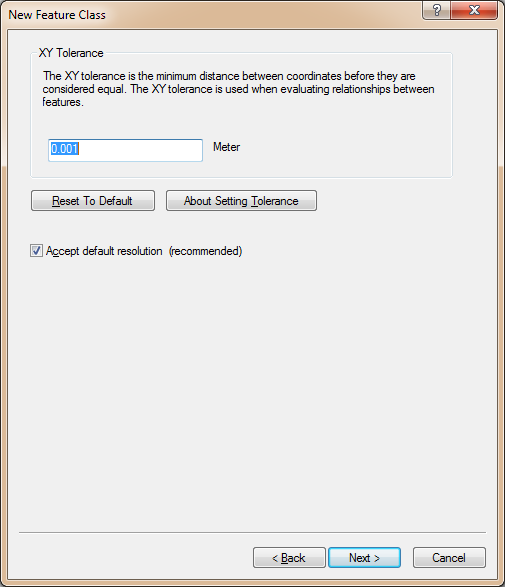 New Feature Class
?
XY Tolerance
The XY tolerance is the minimum distance between coordinates before they are
considered equal. The XY tolerance is used when evaluating relationships between
features.
0.001 Meter
Reset To Default About Setting Tolerance
Accept default resolution (recommended)
< Back Next > Cancel